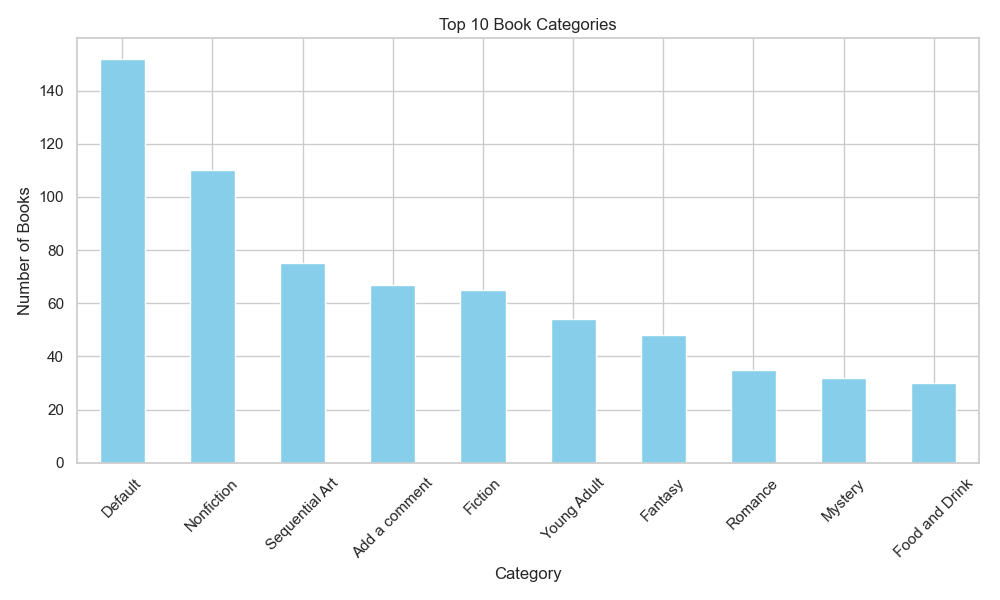 Top 10 Book Categories
Number of Books
140
120
100
80
60
40
20
0
Default
Nonfiction
Sequential Art
Add a comment
Fiction
Young Adult
Fantasy
Romance
Mystery
Food and Drink
Category